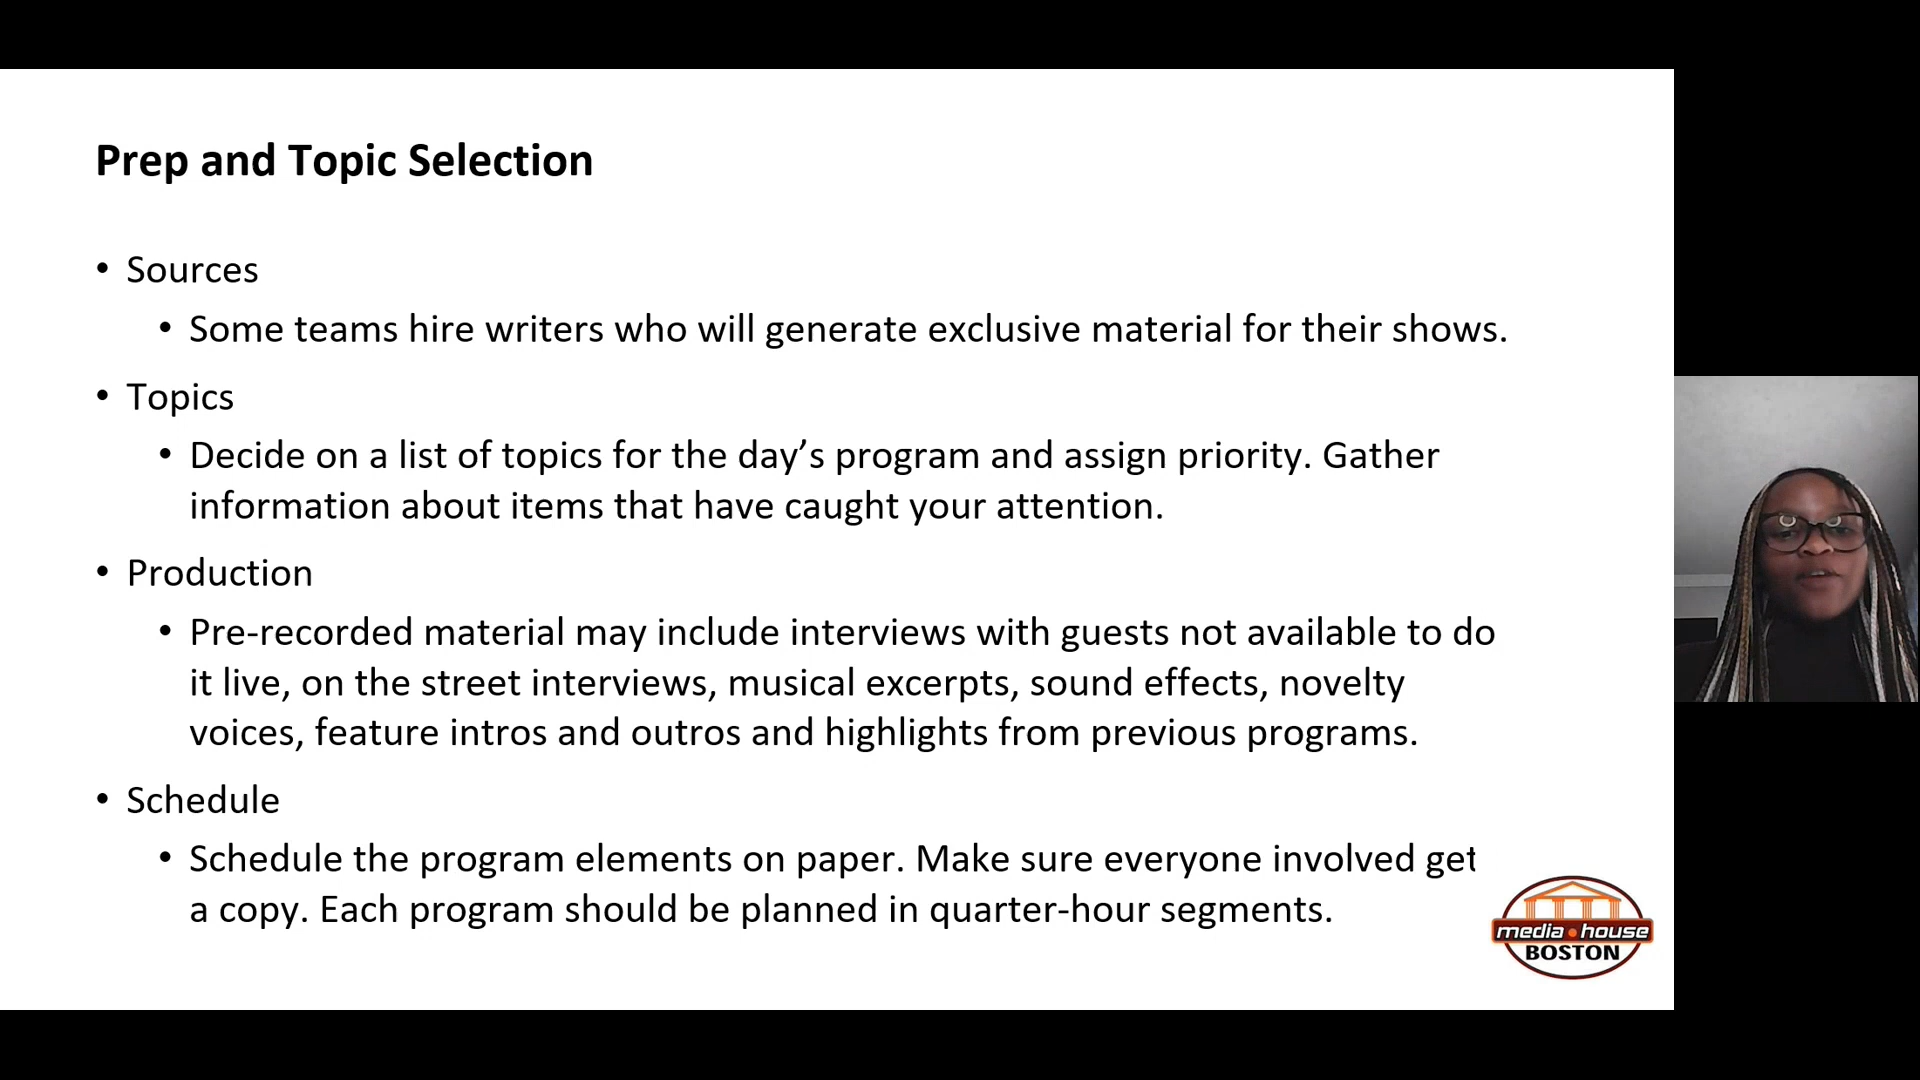 Prep and Topic Selection
• Sources
• Some teams hire writers who will generate exclusive material for their shows.
• Topics
• Decide on a list of topics for the day’s program and assign priority. Gather
information about items that have caught your attention.
• Production
• Pre-recorded material may include interviews with guests not available to do
it live, on the street interviews, musical excerpts, sound effects, novelty
voices, feature intros and outros and highlights from previous programs.
• Schedule
• Schedule the program elements on paper. Make sure everyone involved get
a copy. Each program should be planned in quarter-hour segments.
media•house
BOSTON